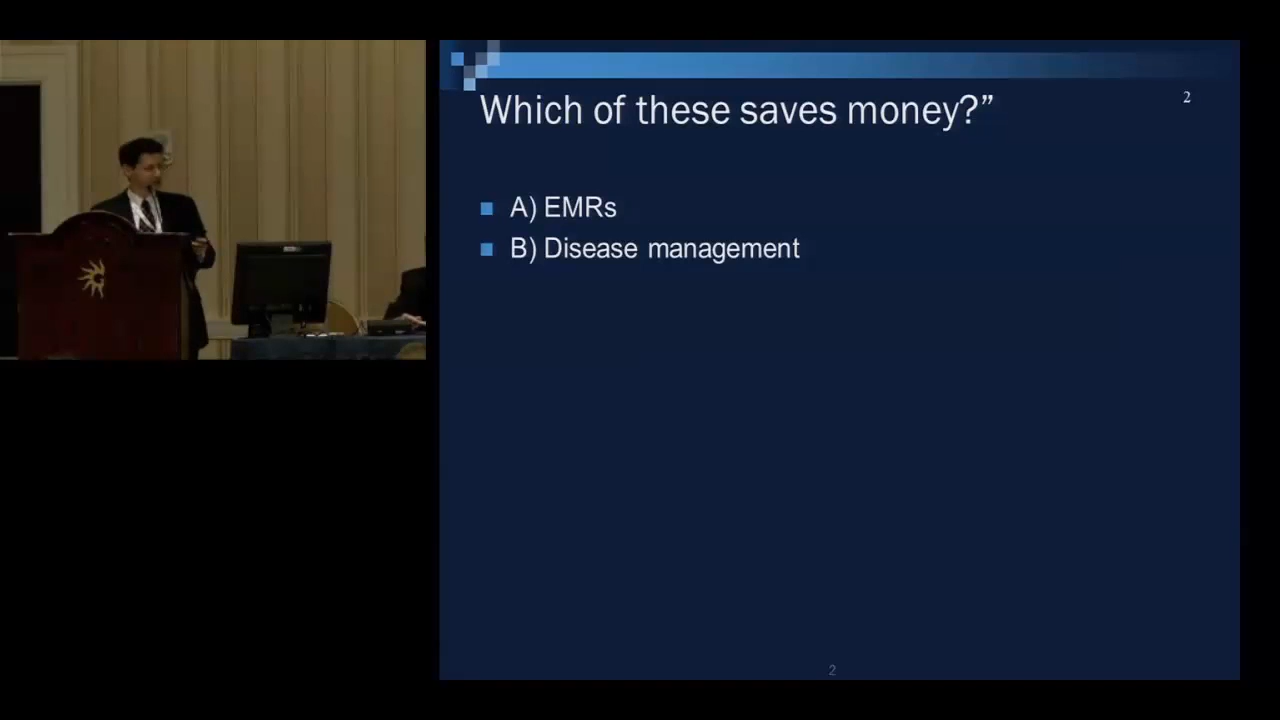 Which of these saves money?”
2
A) EMRs
B) Disease management
2